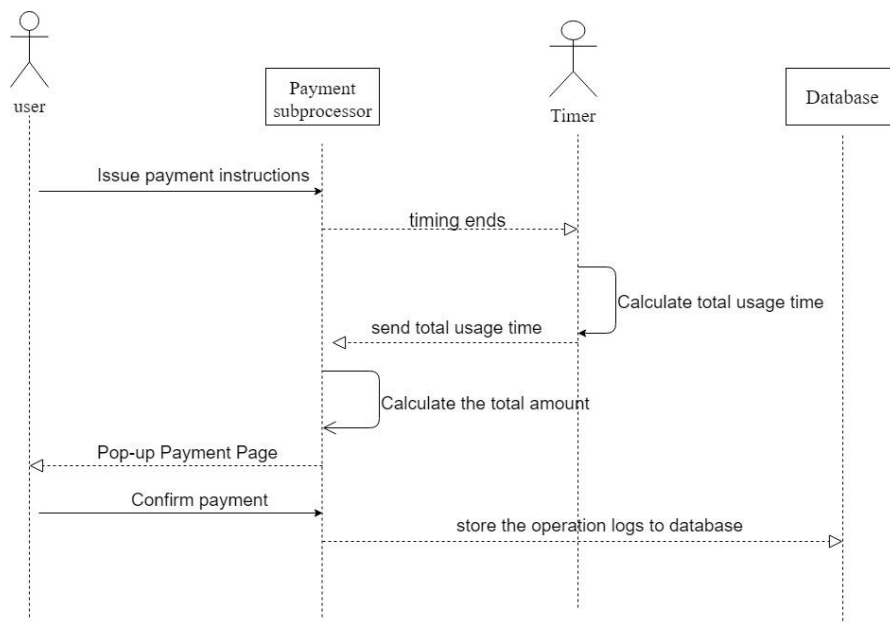 user
Payment
subprocessor
Timer
Database
Issue payment instructions
timing ends
Calculate total usage time
send total usage time
Calculate the total amount
Pop-up Payment Page
Confirm payment
store the operation logs to database